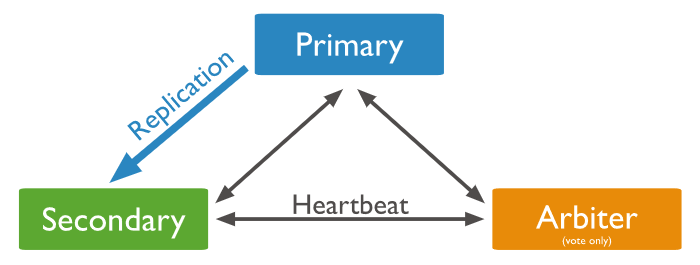 Primary
Replication
Heartbeat
Secondary
Arbiter
(vote only)